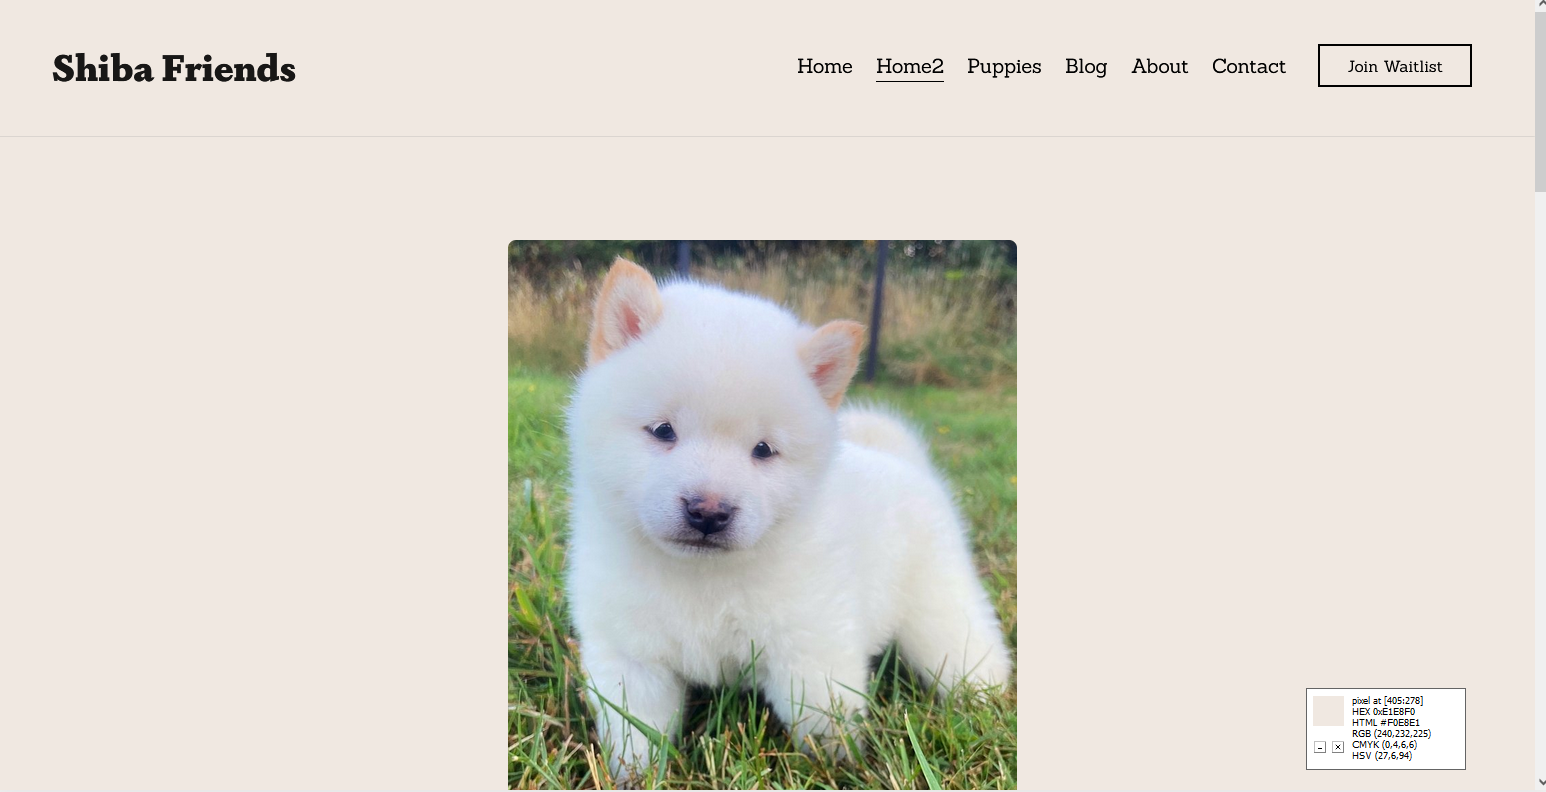 Shiba Friends
Home Home2 Puppies Blog About Contact Join Waitlist
pixel at [405:278]
HEX 0xE1E8F0
HTML #F0E8E1
RGB (240,232,225)
CMYK (0,4,6,6)
HSV (27,6,94)